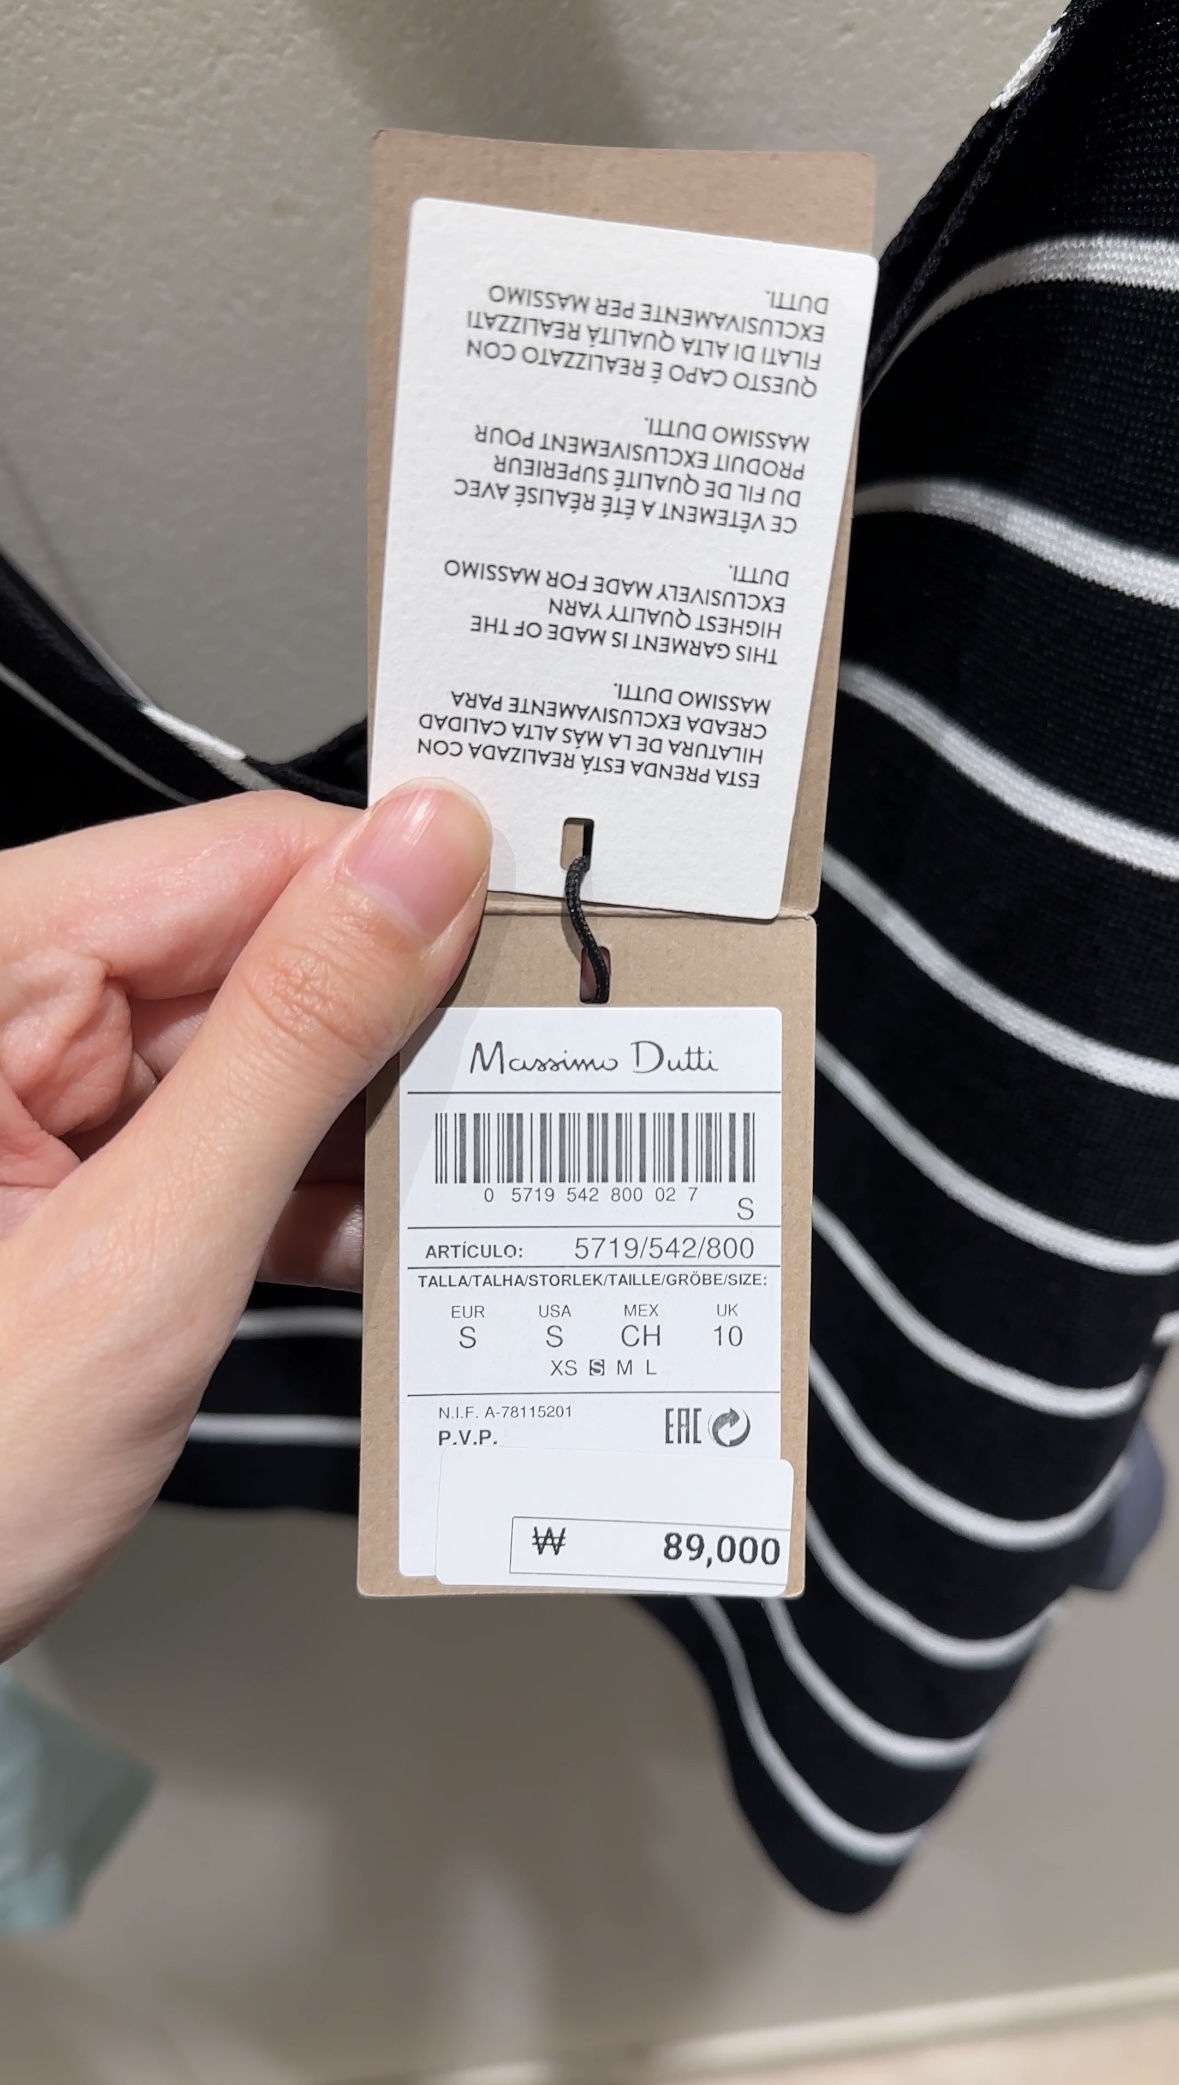 ESTA PRENDA ESTÁ REALIZADA CON
HILATURA DE LA MÁS ALTA CALIDAD
CREADA EXCLUSIVAMENTE PARA
MASSIMO DUTTI.
THIS GARMENT IS MADE OF THE
HIGHEST QUALITY YARN
EXCLUSIVELY MADE FOR MASSIMO
DUTTI.
CE VÊTEMENT A ÉTÉ RÉALISÉ AVEC
DU FIL DE QUALITÉ SUPERIEUR
PRODUIT EXCLUSIVEMENT POUR
MASSIMO DUTTI.
QUESTO CAPO É REALIZZATO CON
FILATI DI ALTA QUALITÁ REALIZZATI
EXCLUSIVAMENTE PER MASSIMO
DUTTI.
Massimo Dutti
0 5719 542 800 02 7
S
ARTÍCULO: 5719/542/800
TALLA/TALHA/STORLEK/TAILLE/GRÖBE/SIZE:
EUR USA MEX UK
S S CH 10
XS S M L
N.I.F. A-78115201
P.V.P.
EAC
₩ 89,000